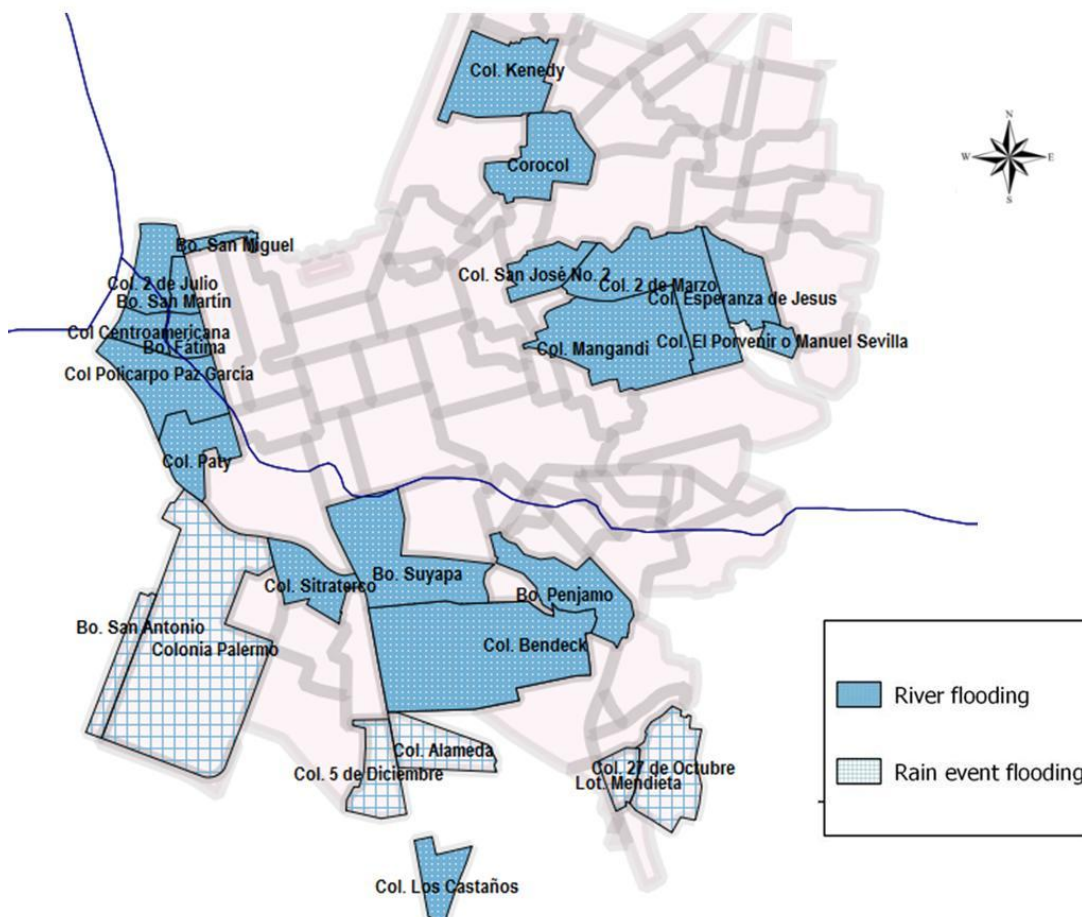 Col. Kenedy
N
W
E
S
Corocol
Bo. San Miguel
Col. 2 de Julio
Bo. San Martin
Col. San José No. 2
Col. 2 de Marzo
Col. Esperanza de Jesus
Col Centroamericana
Bo. Fatima
Col. Mangandi
Col. El Porvenir o Manuel Sevilla
Col Policarpo Paz García
Col. Paty
Col. Sitraterco
Bo. Suyapa
Bo. Penjamo
Bo. San Antonio
Colonia Palermo
Col. Bendeck
Col. Alameda
Col. 5 de Diciembre
Col. 27 de Octubre
Lot. Mendieta
Col. Los Castaños
River flooding
Rain event flooding